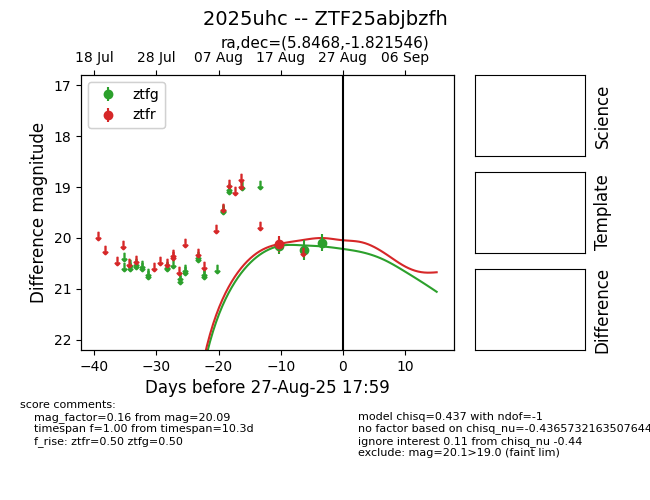 2025uhc -- ZTF25abjbzfh
ra,dec=(5.8468,-1.821546)
18 Jul 28 Jul 07 Aug 17 Aug 27 Aug 06 Sep
17
18
19
20
21
22
Difference magnitude
ztfg
ztfr
−40 −30 −20 −10 0 10
Days before 27-Aug-25 17:59
Science
Template
Difference
score comments:
mag_factor=0.16 from mag=20.09
timespan f=1.00 from timespan=10.3d
f_rise: ztfr=0.50 ztfg=0.50
model chisq=0.437 with ndof=-1
no factor based on chisq_nu=-0.4365732163507644
ignore interest 0.11 from chisq_nu -0.44
exclude: mag=20.1>19.0 (faint lim)